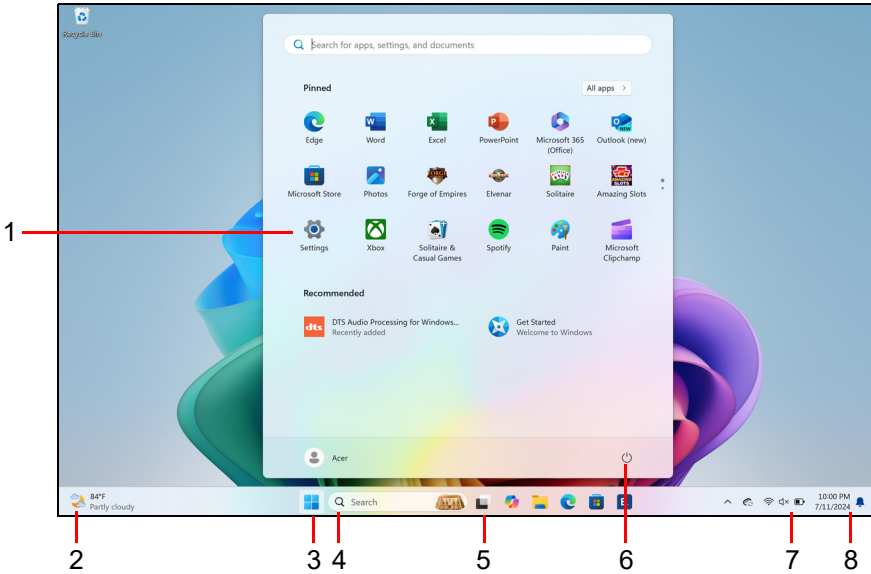 Recycle Bin
Search for apps, settings, and documents
Pinned
All apps >
Edge
Word
Excel
PowerPoint
Microsoft 365
(Office)
Outlook (new)
Microsoft Store
Photos
Forge of Empires
Elvenar
Solitaire
Amazing Slots
1
Settings
Xbox
Solitaire &
Casual Games
Spotify
Paint
Microsoft
Clipchamp
Recommended
dts
DTS Audio Processing for Windows...
Recently added
Get Started
Welcome to Windows
Acer
84°F
Partly cloudy
Search
10:00 PM
7/11/2024
2
3
4
5
6
7
8